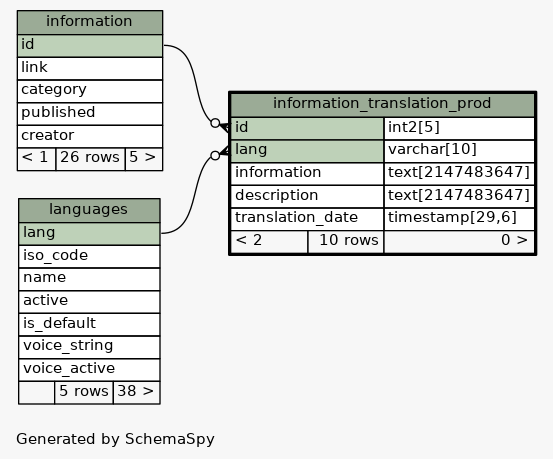 information
id
link
category
published
creator
< 1 26 rows 5 >
information_translation_prod
id int2[5]
lang varchar[10]
information text[2147483647]
description text[2147483647]
translation_date timestamp[29,6]
< 2 10 rows 0 >
languages
lang
iso_code
name
active
is_default
voice_string
voice_active
5 rows 38 >
Generated by SchemaSpy